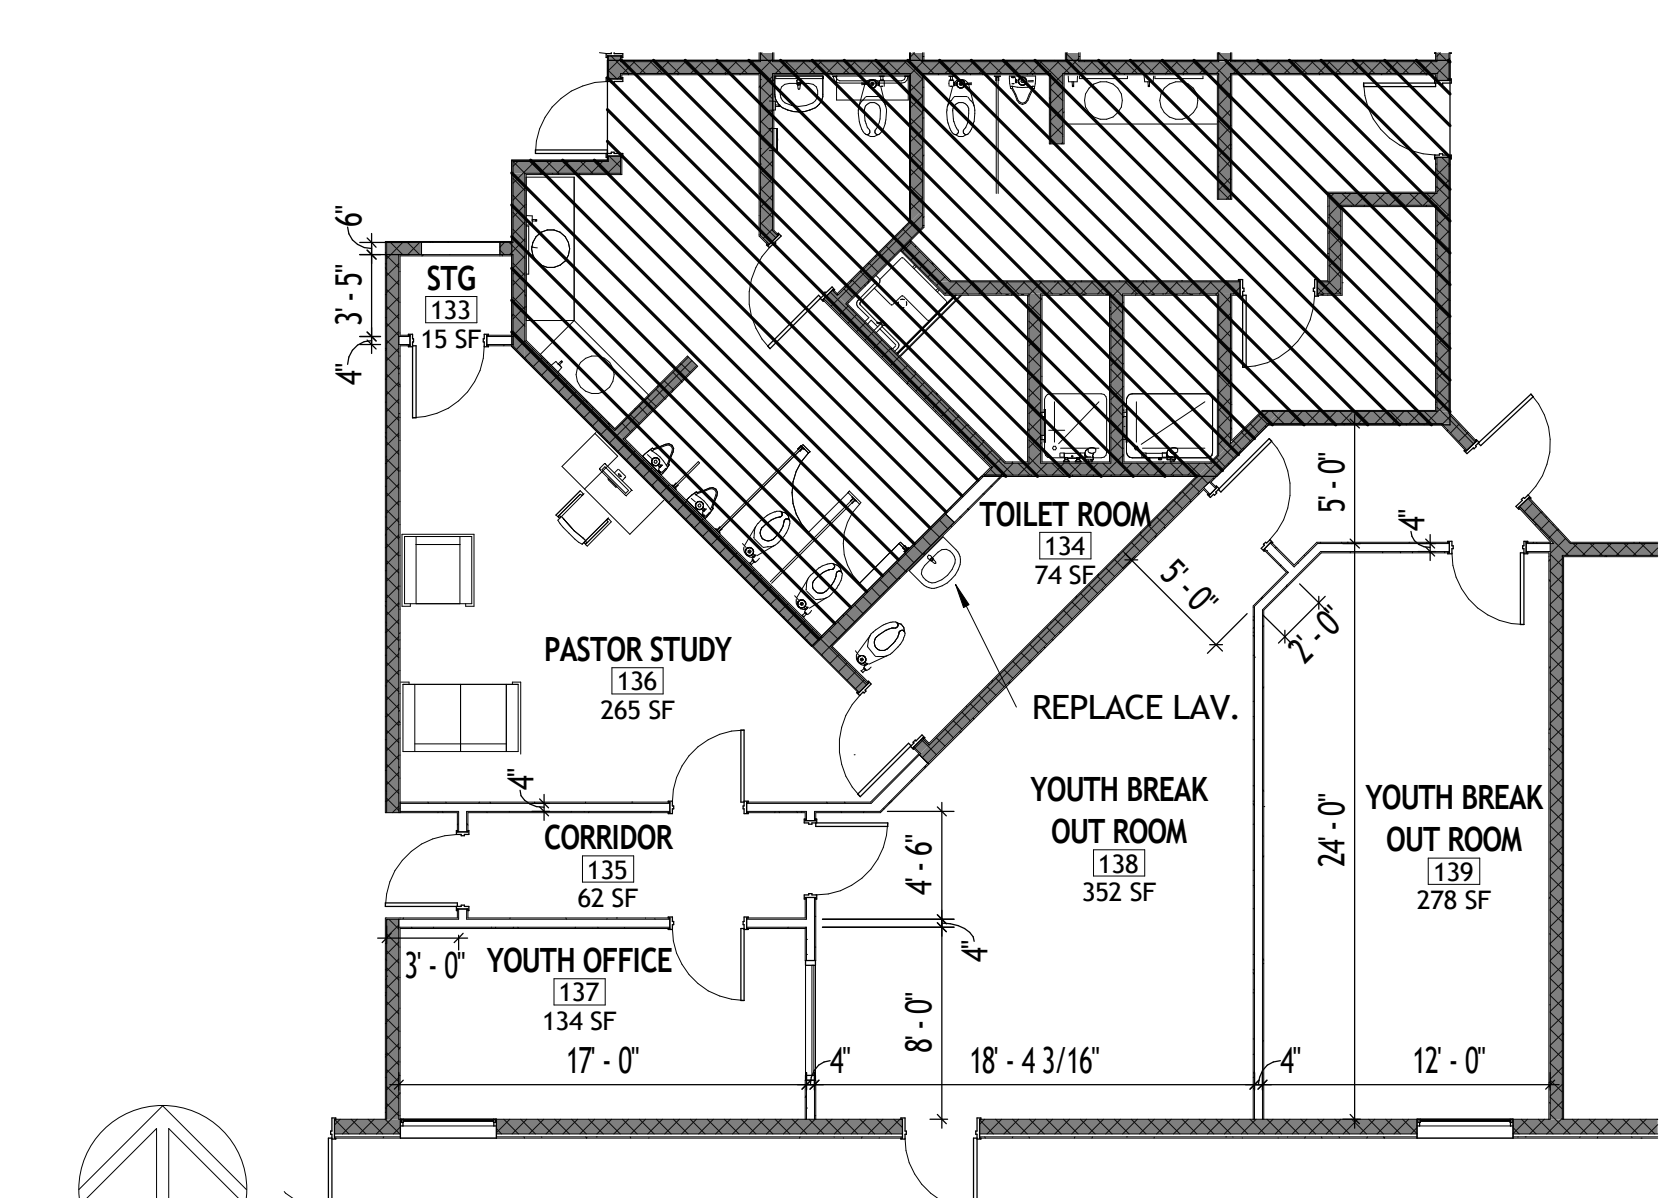 6"
3' - 5"
4"
STG
133
15 SF
TOILET ROOM
134
74 SF
5' - 0"
4"
5' - 0"
2' - 0"
PASTOR STUDY
136
265 SF
REPLACE LAV.
4"
YOUTH BREAK
OUT ROOM
138
352 SF
YOUTH BREAK
OUT ROOM
139
278 SF
24' - 0"
CORRIDOR
135
62 SF
4' - 6"
4"
3' - 0"
YOUTH OFFICE
137
134 SF
8' - 0"
17' - 0"
4"
18' - 4 3/16"
4"
12' - 0"